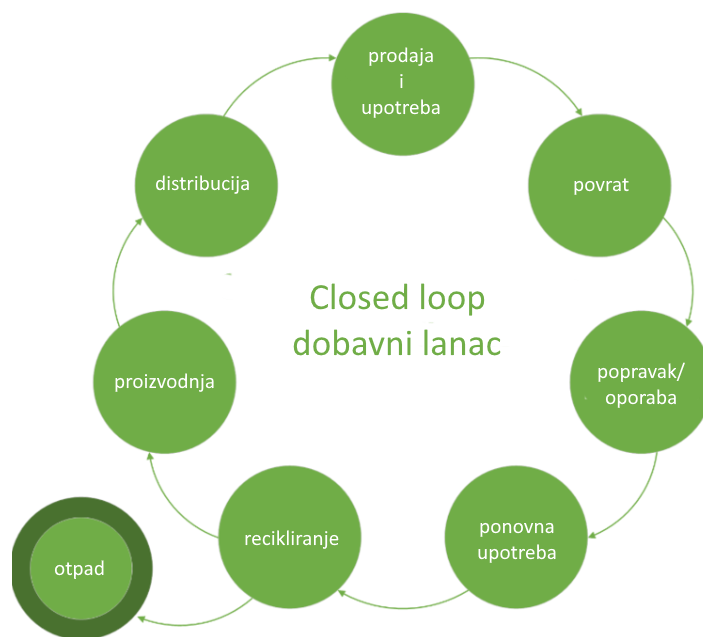 prodaja
i
upotreba
povrat
popravak/
oporaba
ponovna
upotreba
recikliranje
otpad
proizvodnja
distribucija
Closed loop
dobavni lanac